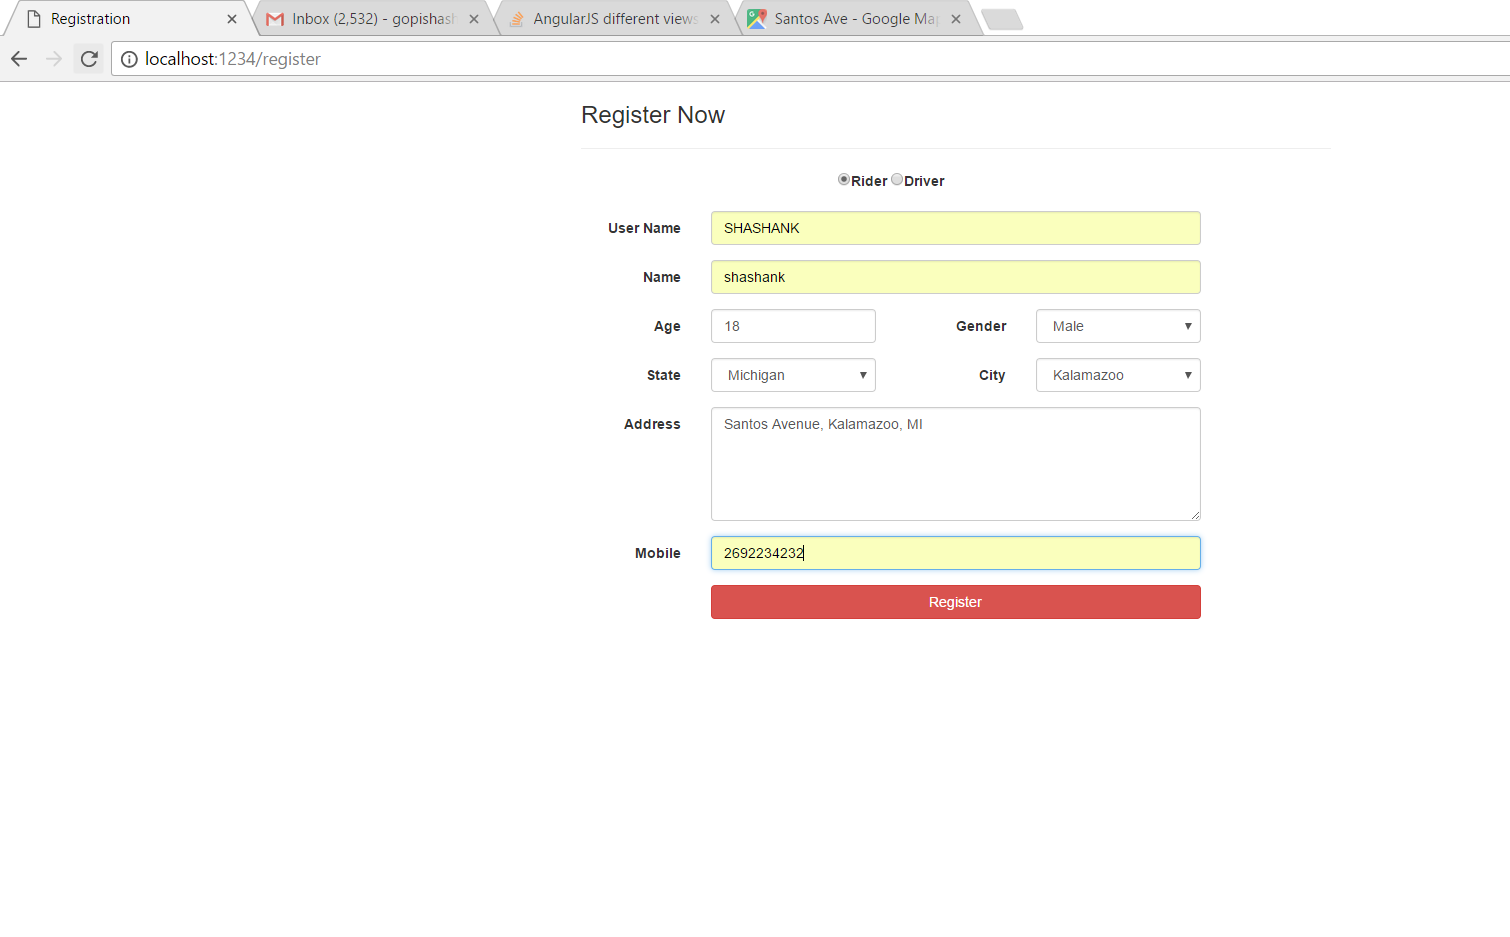 Registration
Inbox (2,532) - gopishash
AngularJS different views
Santos Ave - Google Map
localhost:1234/register
Register Now
Rider Driver
User Name SHASHANK
Name shashank
Age 18 Gender Male
State Michigan City Kalamazoo
Address Santos Avenue, Kalamazoo, MI
Mobile 2692234232
Register